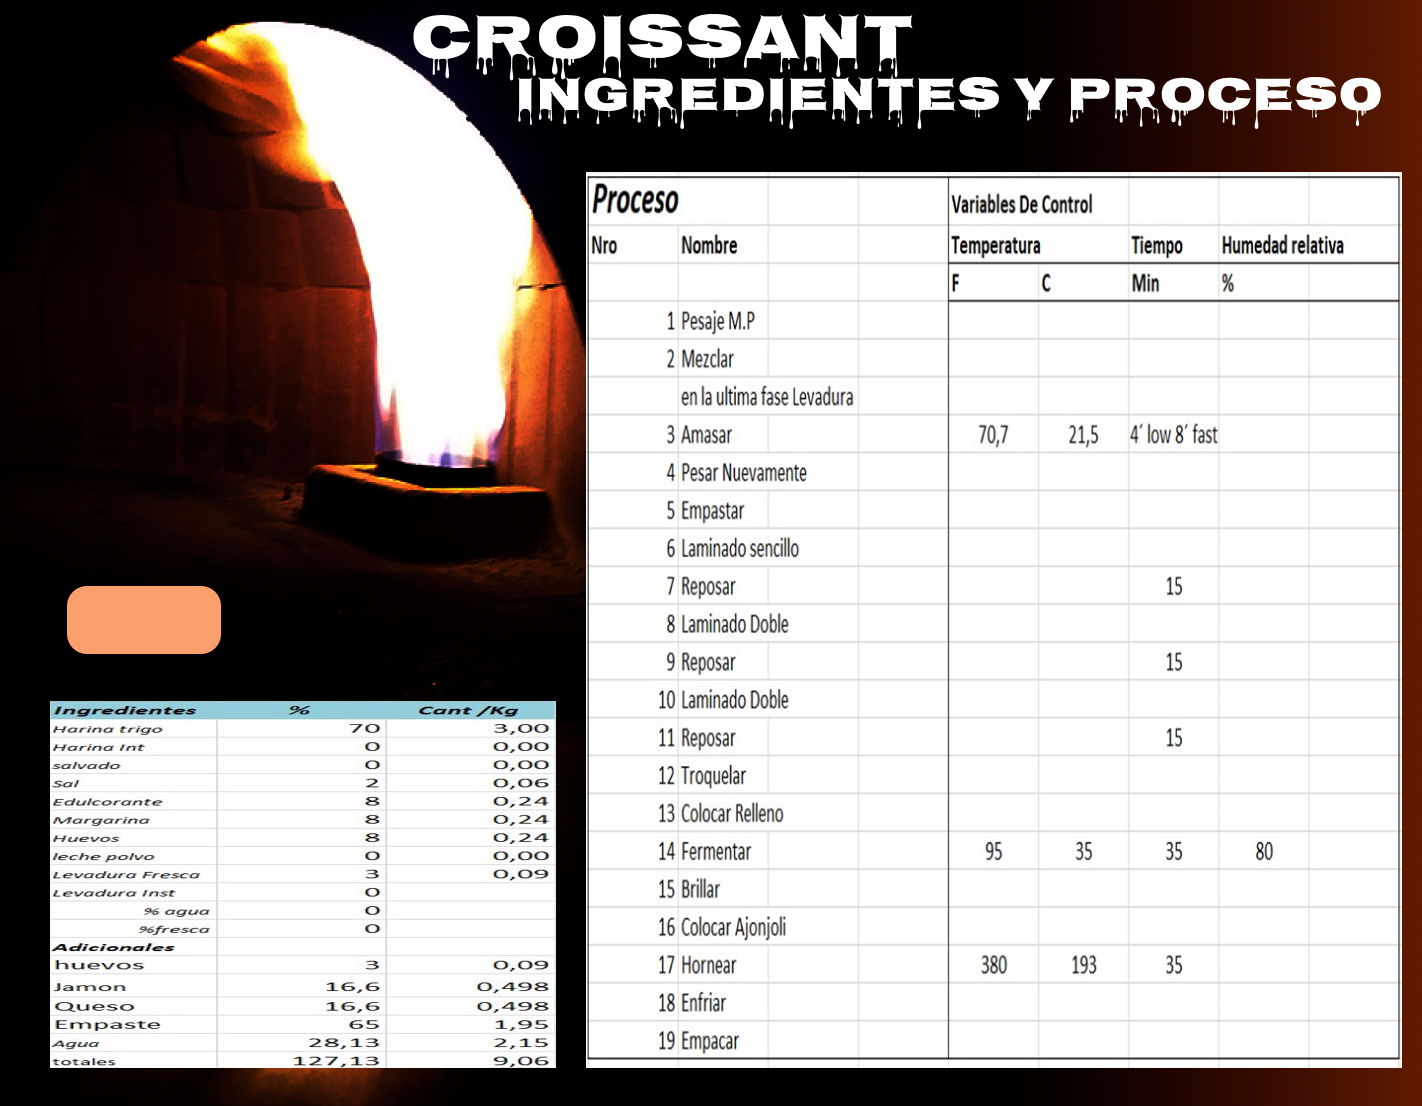 CROISSANT
INGREDIENTES Y PROCESO
Proceso
Variables De Control
Nro Nombre Temperatura Tiempo Humedad relativa
F C Min %
1 Pesaje M.P
2 Mezclar
en la ultima fase Levadura
3 Amasar 70,7 21,5 4´ low 8´ fast
4 Pesar Nuevamente
5 Empastar
6 Laminado sencillo
7 Reposar 15
8 Laminado Doble
9 Reposar 15
10 Laminado Doble
11 Reposar 15
12 Troquelar
13 Colocar Relleno
14 Fermentar 95 35 35 80
15 Brillar
16 Colocar Ajonjoli
17 Hornear 380 193 35
18 Enfriar
19 Empacar
Ingredientes % Cant /Kg
Harina trigo 70 3,00
Harina Int 0 0,00
salvado 0 0,00
Sal 2 0,06
Edulcorante 8 0,24
Margarina 8 0,24
Huevos 8 0,24
leche polvo 0 0,00
Levadura Fresca 3 0,09
Levadura Inst 0
% agua 0
%fresca 0
Adicionales
huevos 3 0,09
Jamon 16,6 0,498
Queso 16,6 0,498
Empaste 65 1,95
Agua 28,13 2,15
totales 127,13 9,06